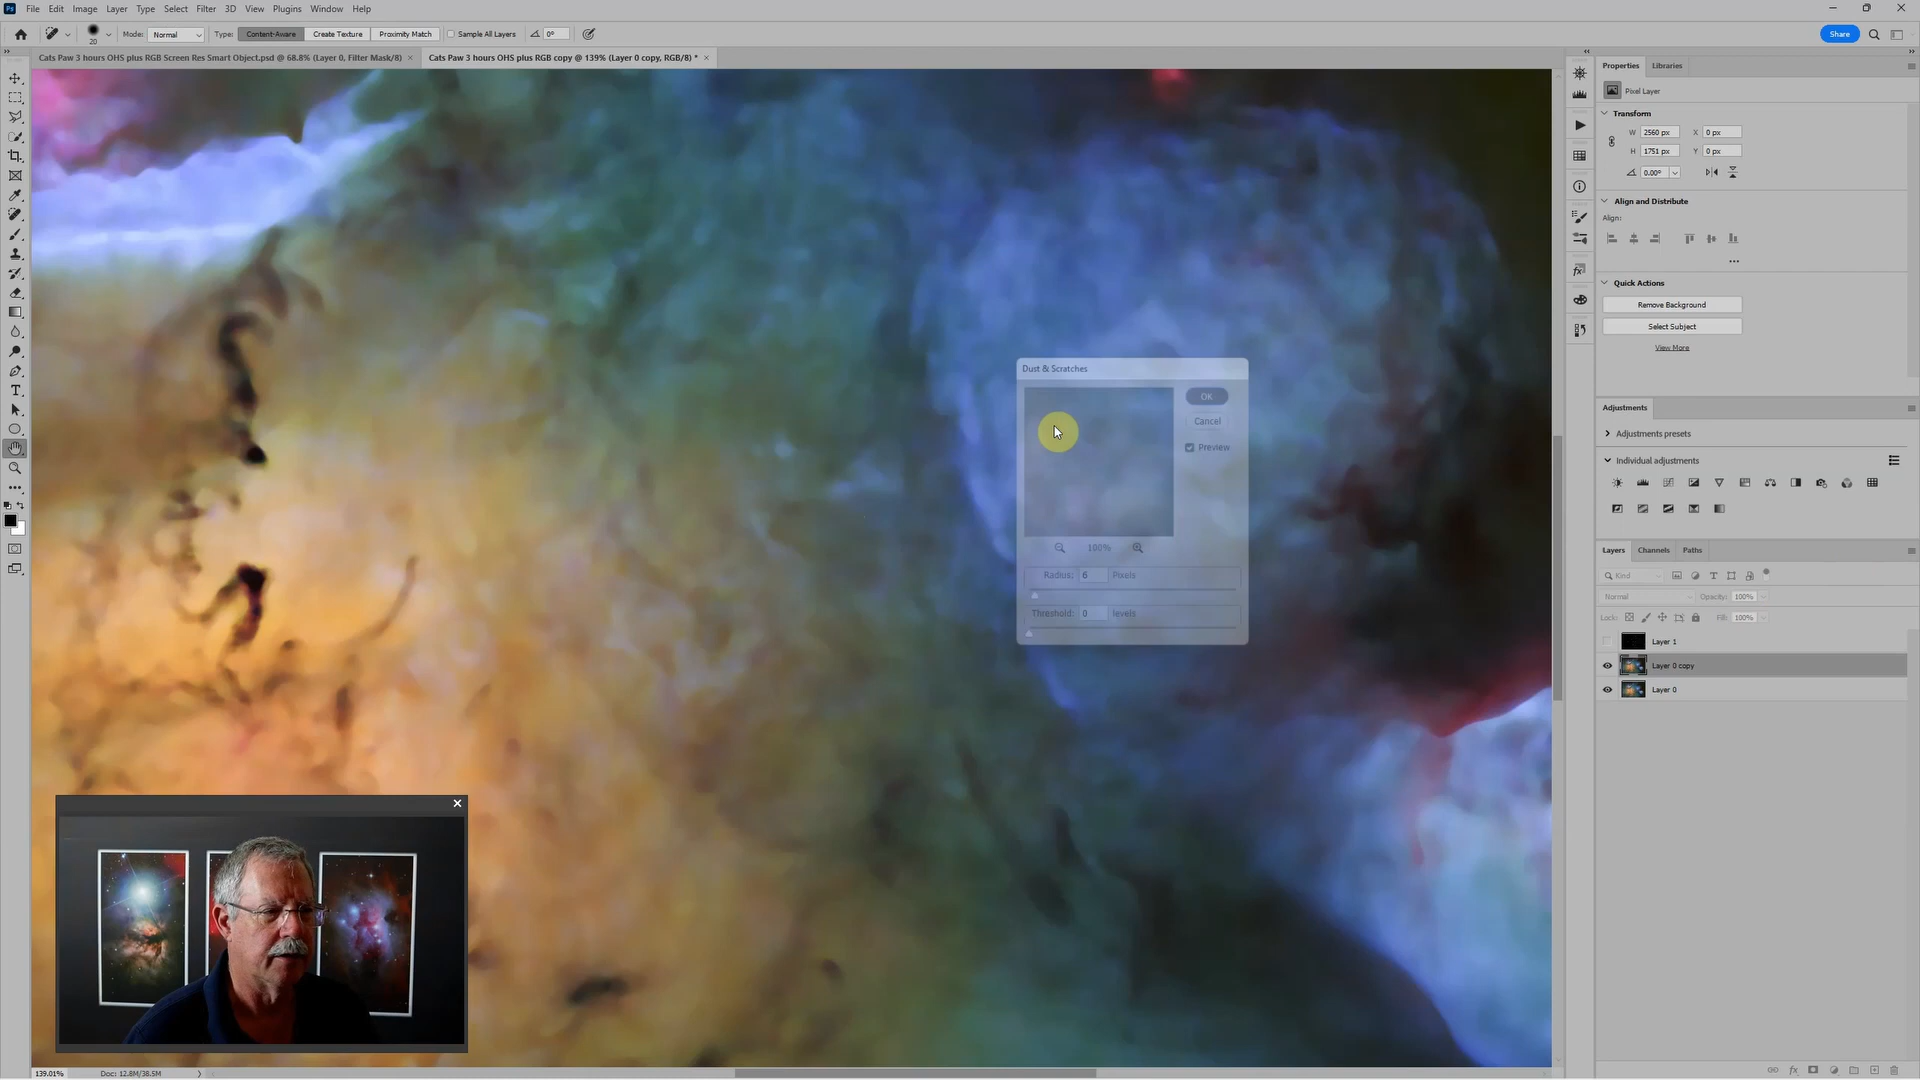 Ps File Edit Image Layer Type Select Filter 3D View Plugins Window Help
20 Mode: Normal Type: Content-Aware Create Texture Proximity Match Sample All Layers 0° Share
Cats Paw 3 hours OHS plus RGB Screen Res Smart Object.psd @ 68.8% (Layer 0, Filter Mask/8) × Cats Paw 3 hours OHS plus RGB copy @ 139% (Layer 0 copy, RGB/8) * ×
Properties Libraries
Pixel Layer
Transform
W 2560 px X 0 px
H 1751 px Y 0 px
0.00°
Align and Distribute
Align:
Quick Actions
Remove Background
Select Subject
View More
Dust & Scratches
OK
Cancel
Preview
100%
Radius: 6 Pixels
Threshold: 0 levels
Adjustments
Adjustments presets
Individual adjustments
Layers Channels Paths
Kind
Normal Opacity: 100%
Lock: Fill: 100%
Layer 1
Layer 0 copy
Layer 0
139.01% Doc: 12.8M/38.5M